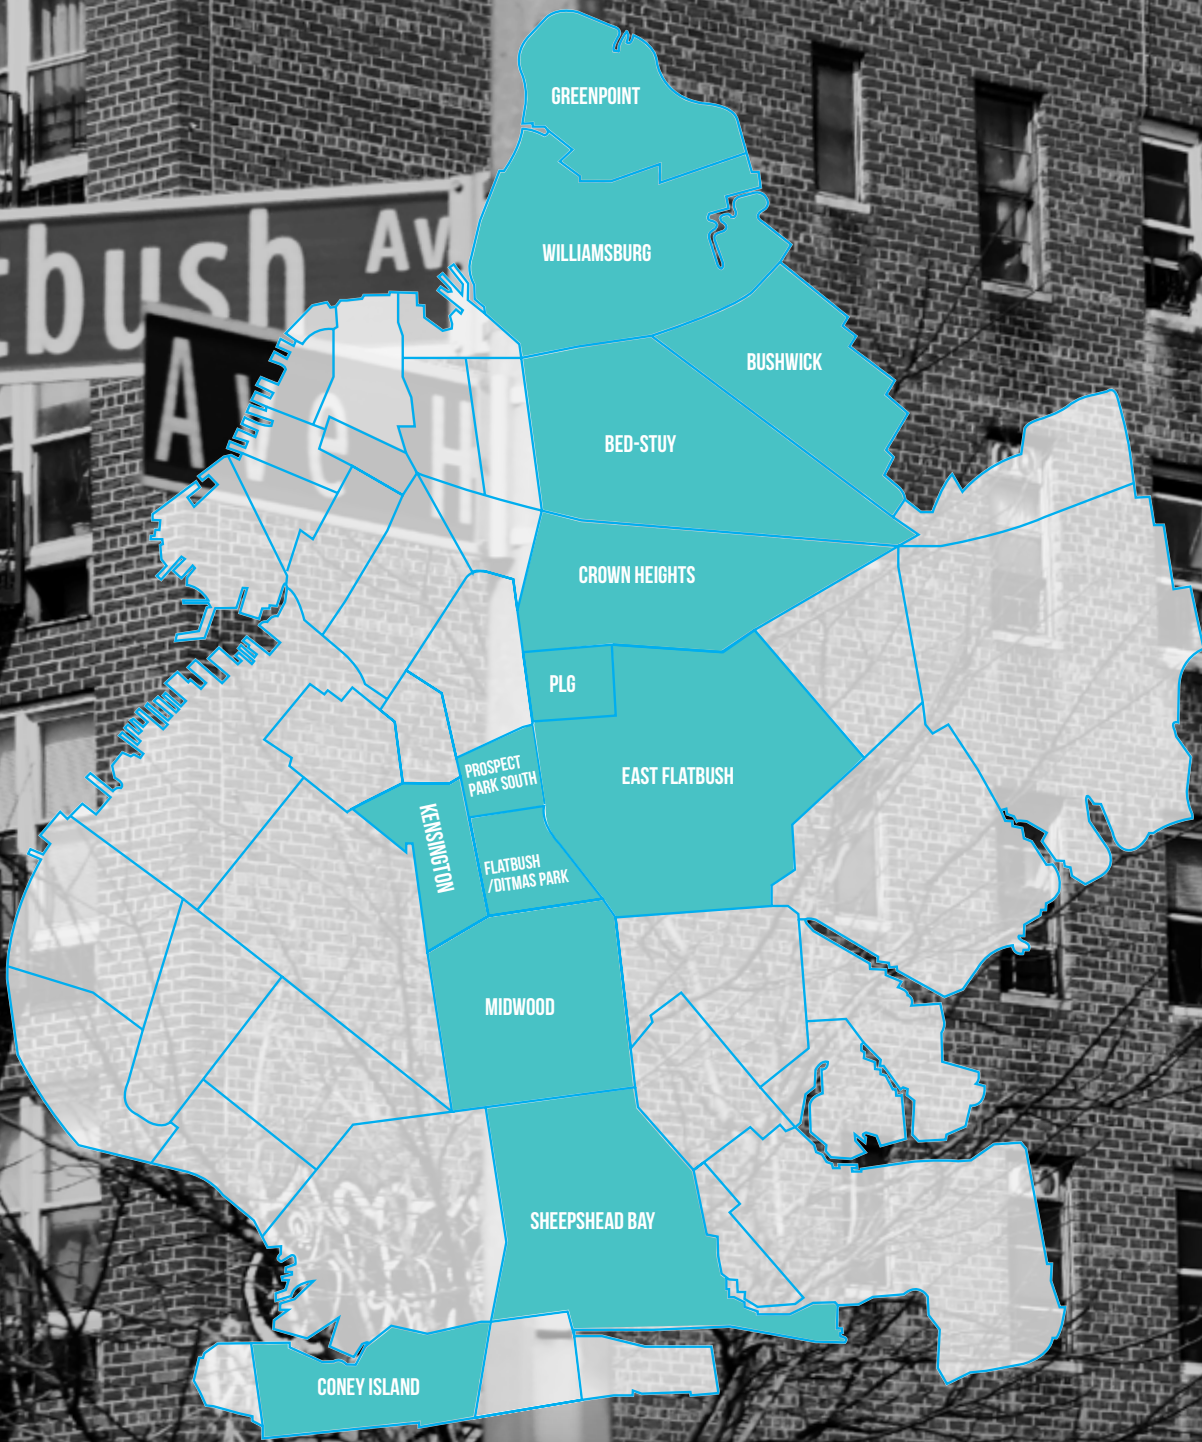 GREENPOINT
tbush Av
WILLIAMSBURG
Ave H
BUSHWICK
BED-STUY
CROWN HEIGHTS
PLG
PROSPECT
PARK SOUTH
EAST FLATBUSH
KENSINGTON
FLATBUSH
/DITMAS PARK
MIDWOOD
SHEEPSHEAD BAY
CONEY ISLAND